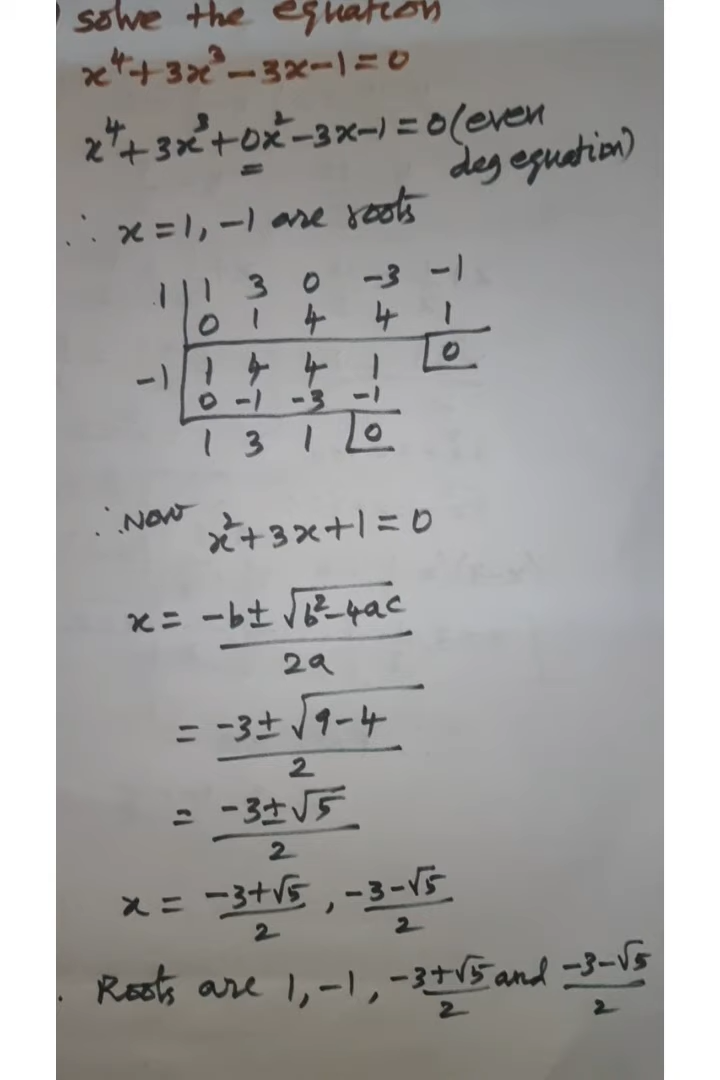 ) solve the equation
x⁴+3x³-3x-1=0
x⁴+3x³+0x²-3x-1=0 (even
deg equation)
∴ x=1, -1 are roots
1 | 1 3 0 -3 -1
0 1 4 4 1
-1 | 1 4 4 1 | 0
0 -1 -3 -1
1 3 1 | 0
∴ Now x²+3x+1=0
x = -b± √b²-4ac
2a
= -3± √9-4
2
= -3±√5
2
x = -3+√5 , -3-√5
2 2
. Roots are 1, -1, -3+√5 and -3-√5
2 2